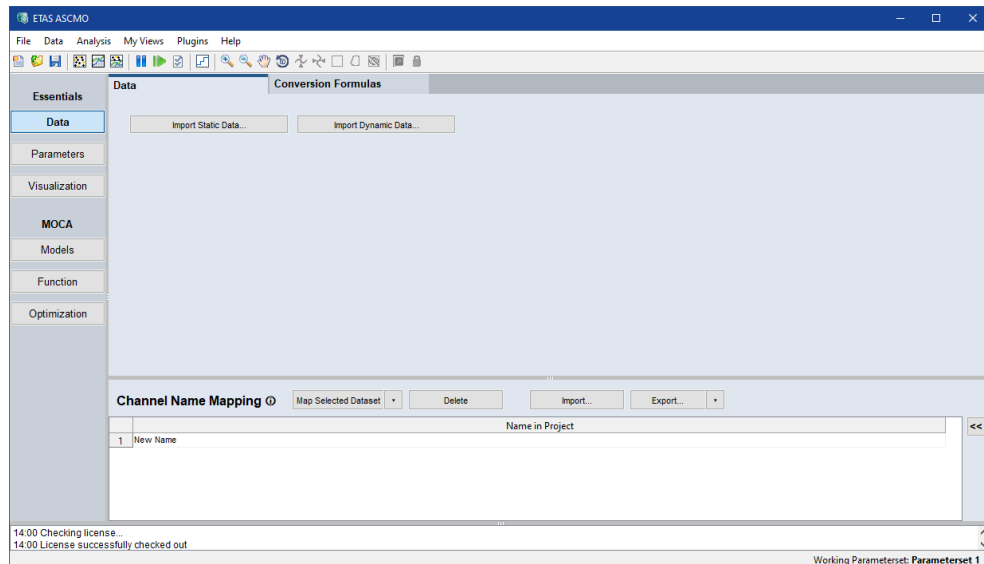 ETAS ASCMO
File Data Analysis My Views Plugins Help
Essentials
Data
Parameters
Visualization
MOCA
Models
Function
Optimization
Data Conversion Formulas
Import Static Data... Import Dynamic Data...
Channel Name Mapping Map Selected Dataset Delete Import... Export...
Name in Project
<<
1 New Name
14:00 Checking license...
14:00 License successfully checked out
Working Parameterset: Parameterset 1